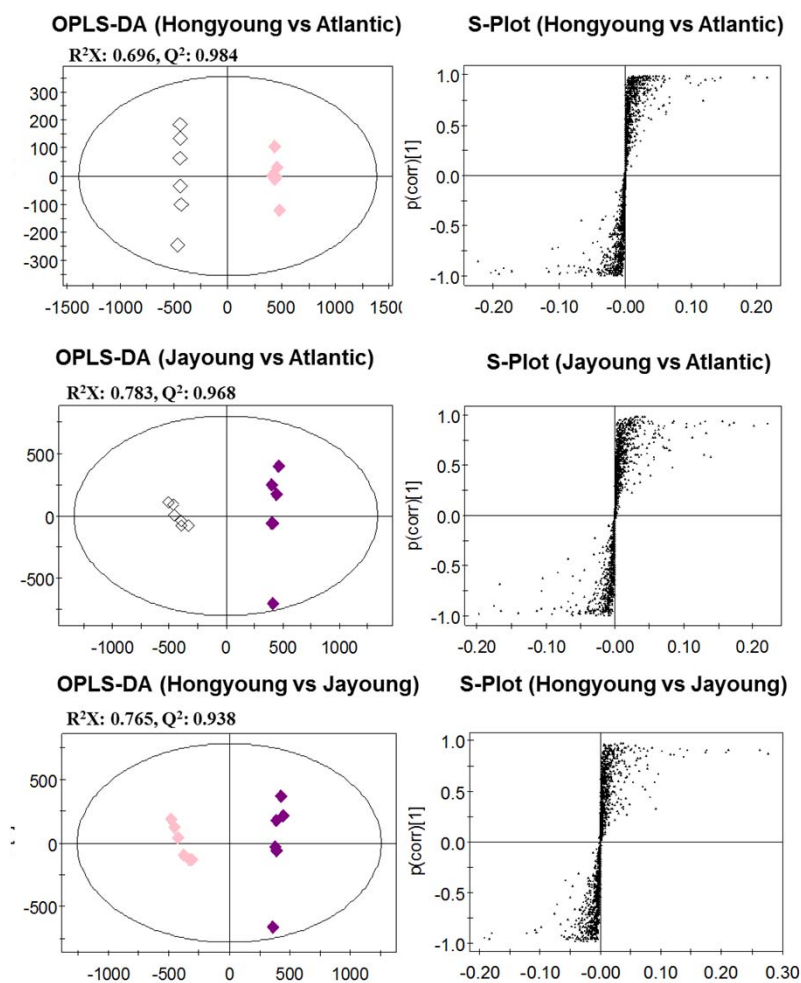 OPLS-DA (Hongyoung vs Atlantic)
R²X: 0.696, Q²: 0.984
300
200
100
0
-100
-200
-300
-1500 -1000 -500 0 500 1000
S-Plot (Hongyoung vs Atlantic)
p(corr)[1]
1.0
0.5
0.0
-0.5
-1.0
-0.20 -0.10 -0.00 0.10 0.20
OPLS-DA (Jayoung vs Atlantic)
R²X: 0.783, Q²: 0.968
500
0
-500
-1000 -500 0 500 1000
S-Plot (Jayoung vs Atlantic)
p(corr)[1]
1.0
0.5
0.0
-0.5
-1.0
-0.20 -0.10 -0.00 0.10 0.20
OPLS-DA (Hongyoung vs Jayoung)
R²X: 0.765, Q²: 0.938
500
0
-500
-1000 -500 0 500 1000
S-Plot (Hongyoung vs Jayoung)
p(corr)[1]
1.0
0.5
0.0
-0.5
-1.0
-0.20 -0.10 -0.00 0.10 0.20 0.30